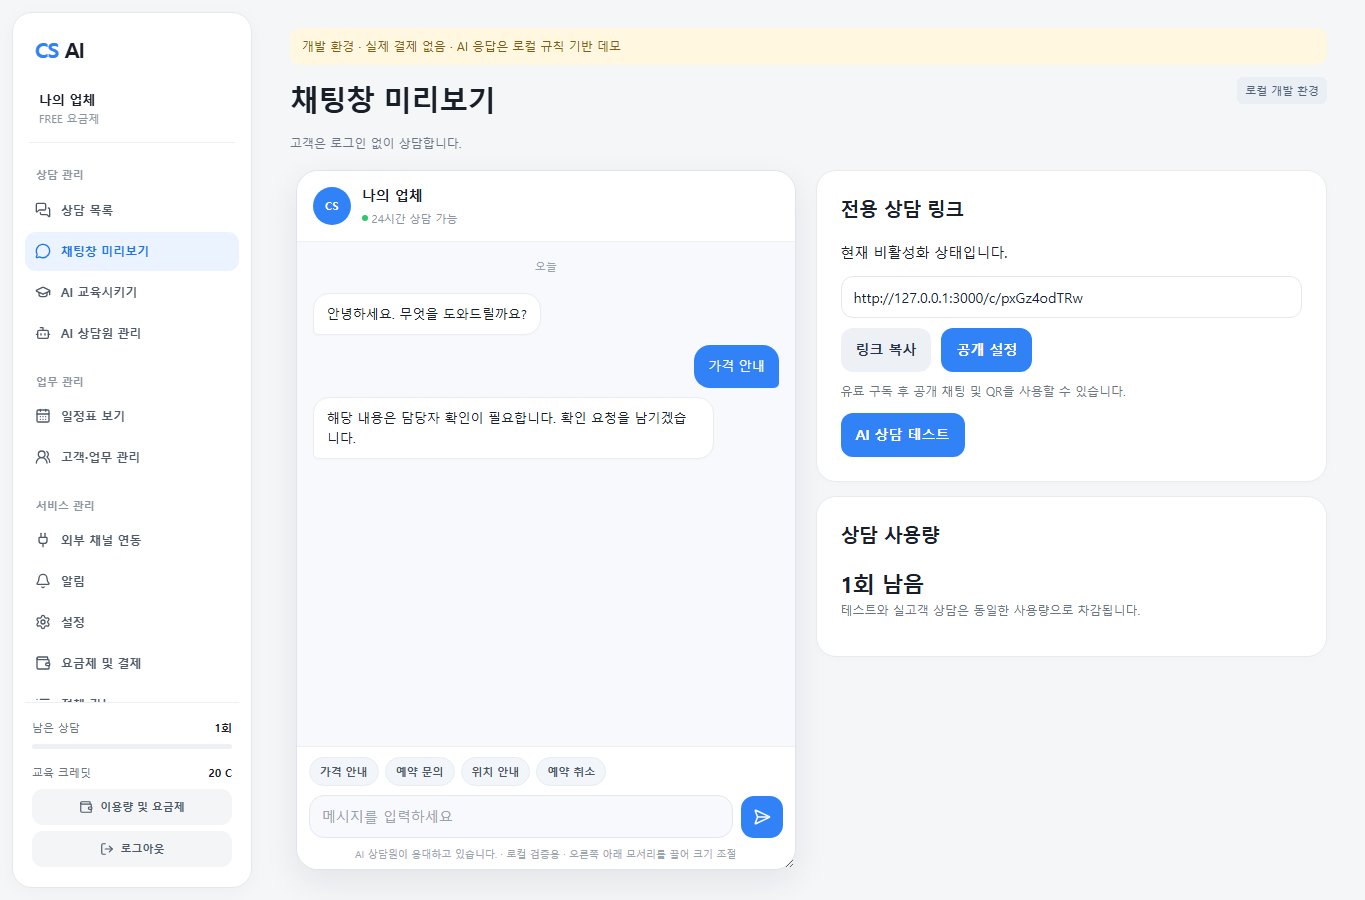 CS AI
나의 업체
FREE 요금제
상담 관리
상담 목록
채팅창 미리보기
AI 교육시키기
AI 상담원 관리
업무 관리
일정표 보기
고객·업무 관리
서비스 관리
외부 채널 연동
알림
설정
요금제 및 결제
남은 상담
1회
교육 크레딧
20 C
이용량 및 요금제
로그아웃
개발 환경 · 실제 결제 없음 · AI 응답은 로컬 규칙 기반 데모
채팅창 미리보기
로컬 개발 환경
고객은 로그인 없이 상담합니다.
CS
나의 업체
24시간 상담 가능
오늘
안녕하세요. 무엇을 도와드릴까요?
가격 안내
해당 내용은 담당자 확인이 필요합니다. 확인 요청을 남기겠습
니다.
가격 안내
예약 문의
위치 안내
예약 취소
메시지를 입력하세요
AI 상담원이 응대하고 있습니다. · 로컬 검증용 · 오른쪽 아래 모서리를 끌어 크기 조절
전용 상담 링크
현재 비활성화 상태입니다.
http://127.0.0.1:3000/c/pxGz4odTRw
링크 복사
공개 설정
유료 구독 후 공개 채팅 및 QR을 사용할 수 있습니다.
AI 상담 테스트
상담 사용량
1회 남음
테스트와 실고객 상담은 동일한 사용량으로 차감됩니다.